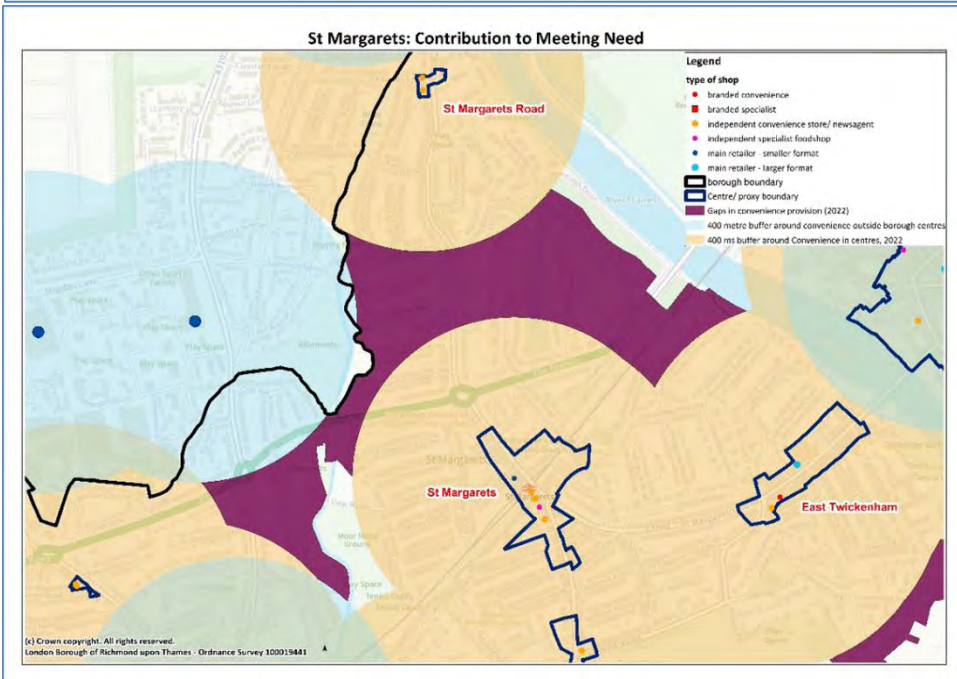 St Margarets: Contribution to Meeting Need
Legend
type of shop
branded convenience
branded specialist
independent convenience store/ newsagent
independent specialist foodshop
main retailer - smaller format
main retailer - larger format
borough boundary
Centre/ proxy boundary
Gaps in convenience provision (2022)
400 metre buffer around convenience outside borough centres
400 ms buffer around Convenience in centres, 2022
St Margarets Road
St Margarets
St Margarets
East Twickenham
(c) Crown copyright. All rights reserved.
London Borough of Richmond upon Thames - Ordnance Survey 100019441